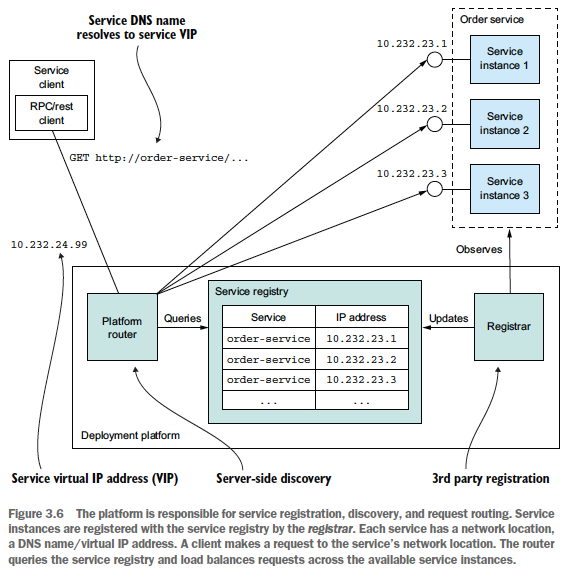 Service DNS name
resolves to service VIP
Order service
10.232.23.1
Service
instance 1
Service
client
RPC/rest
client
10.232.23.2
Service
instance 2
GET http://order-service/...
10.232.23.3
Service
instance 3
10.232.24.99
Observes
Service registry
Platform
router
Queries
Service IP address
order-service 10.232.23.1
order-service 10.232.23.2
order-service 10.232.23.3
... ...
Updates
Registrar
Deployment platform
Service virtual IP address (VIP)
Server-side discovery
3rd party registration
Figure 3.6 The platform is responsible for service registration, discovery, and request routing. Service
instances are registered with the service registry by the registrar. Each service has a network location,
a DNS name/virtual IP address. A client makes a request to the service's network location. The router
queries the service registry and load balances requests across the available service instances.